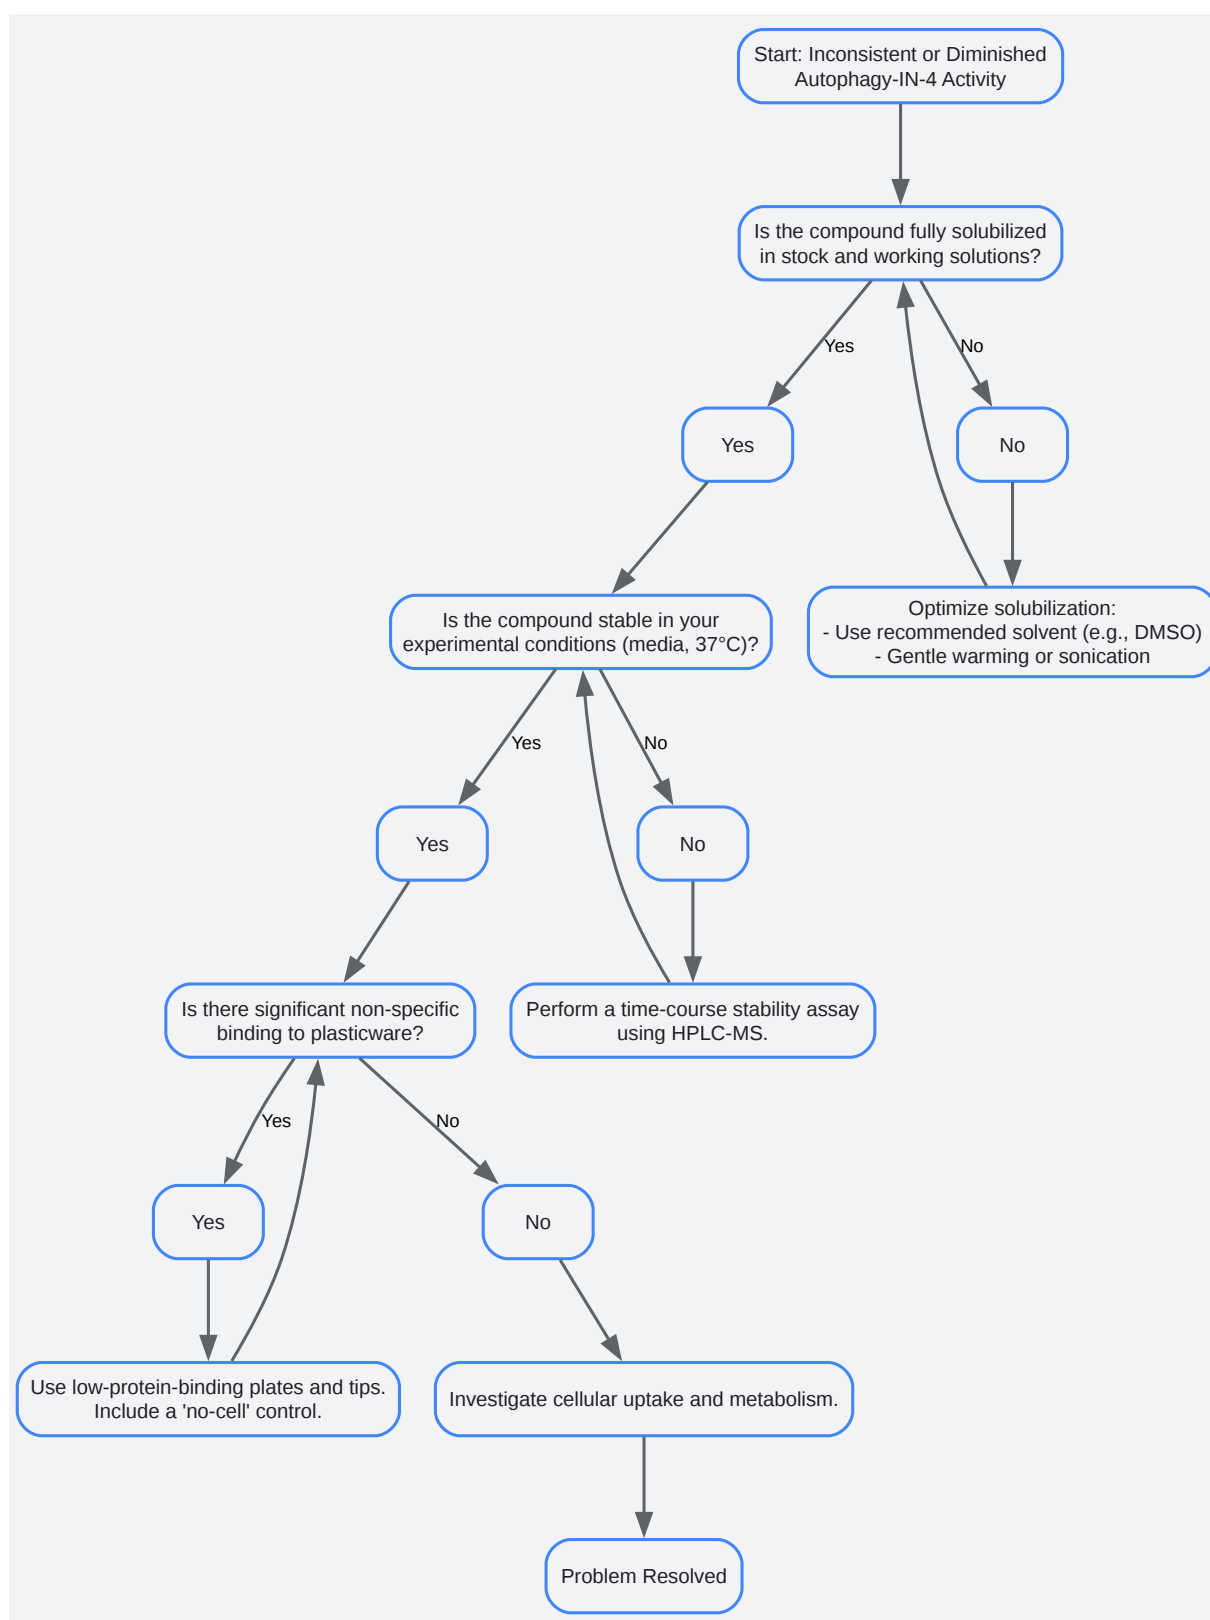 Start: Inconsistent or Diminished
Autophagy-IN-4 Activity
Is the compound fully solubilized
in stock and working solutions?
Yes
No
Yes
No
Optimize solubilization:
- Use recommended solvent (e.g., DMSO)
- Gentle warming or sonication
Is the compound stable in your
experimental conditions (media, 37°C)?
Yes
No
Yes
No
Is there significant non-specific
binding to plasticware?
Perform a time-course stability assay
using HPLC-MS.
Yes
No
Yes
No
Use low-protein-binding plates and tips.
Include a 'no-cell' control.
Investigate cellular uptake and metabolism.
Problem Resolved